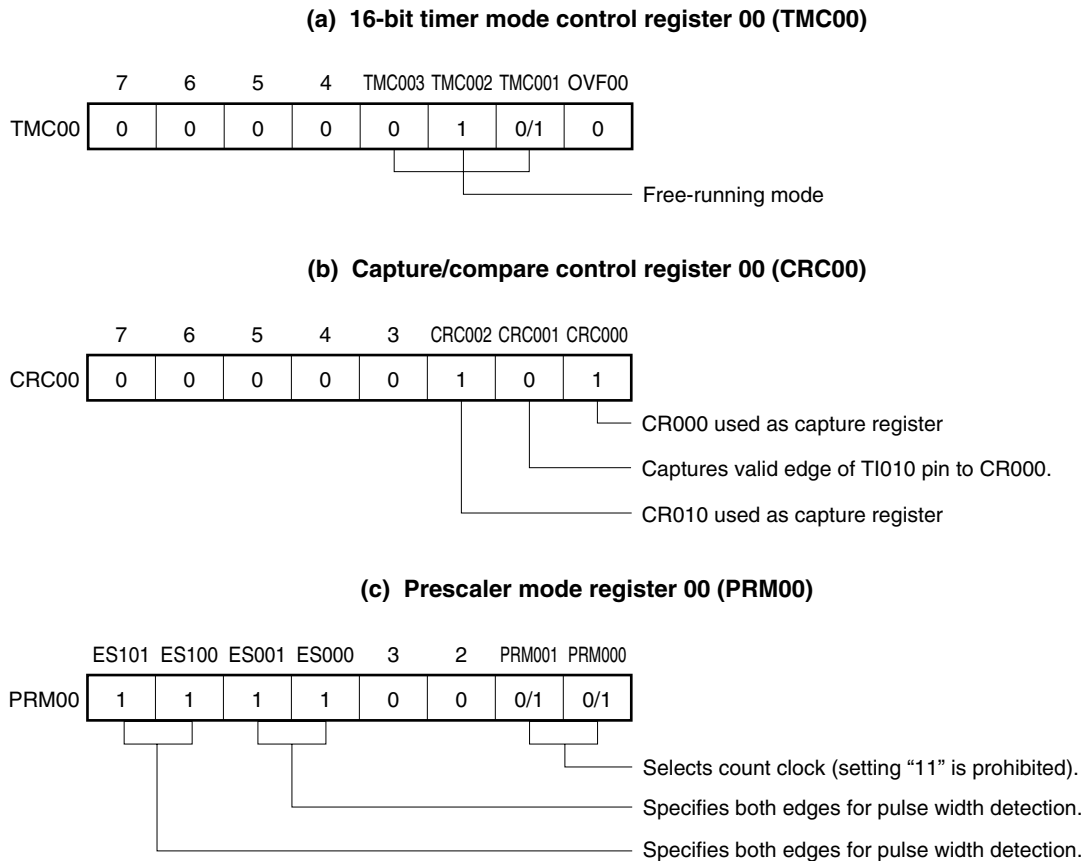 (a) 16-bit timer mode control register 00 (TMC00)
7 6 5 4 TMC003 TMC002 TMC001 OVF00
TMC00 0 0 0 0 0 1 0/1 0
Free-running mode
(b) Capture/compare control register 00 (CRC00)
7 6 5 4 3 CRC002 CRC001 CRC000
CRC00 0 0 0 0 0 1 0 1
CR000 used as capture register
Captures valid edge of TI010 pin to CR000.
CR010 used as capture register
(c) Prescaler mode register 00 (PRM00)
ES101 ES100 ES001 ES000 3 2 PRM001 PRM000
PRM00 1 1 1 1 0 0 0/1 0/1
Selects count clock (setting “11” is prohibited).
Specifies both edges for pulse width detection.
Specifies both edges for pulse width detection.